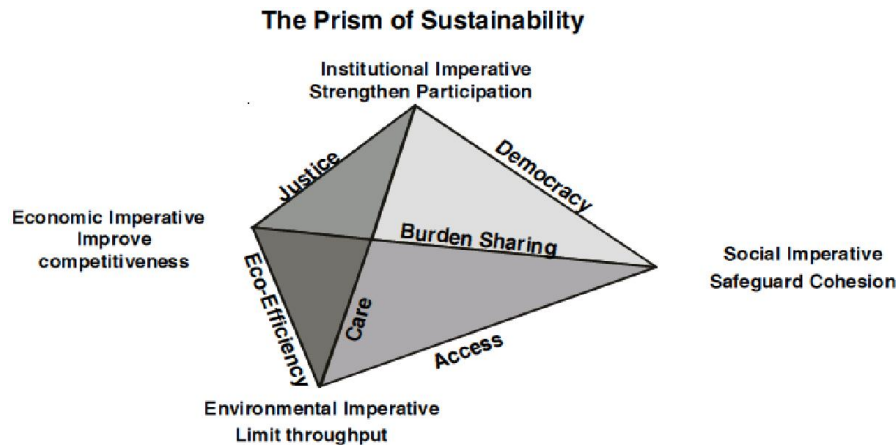 The Prism of Sustainability
Institutional Imperative
Strengthen Participation
Justice
Democracy
Economic Imperative
Improve
competitiveness
Burden Sharing
Social Imperative
Safeguard Cohesion
Eco-Efficiency
Care
Access
Environmental Imperative
Limit throughput